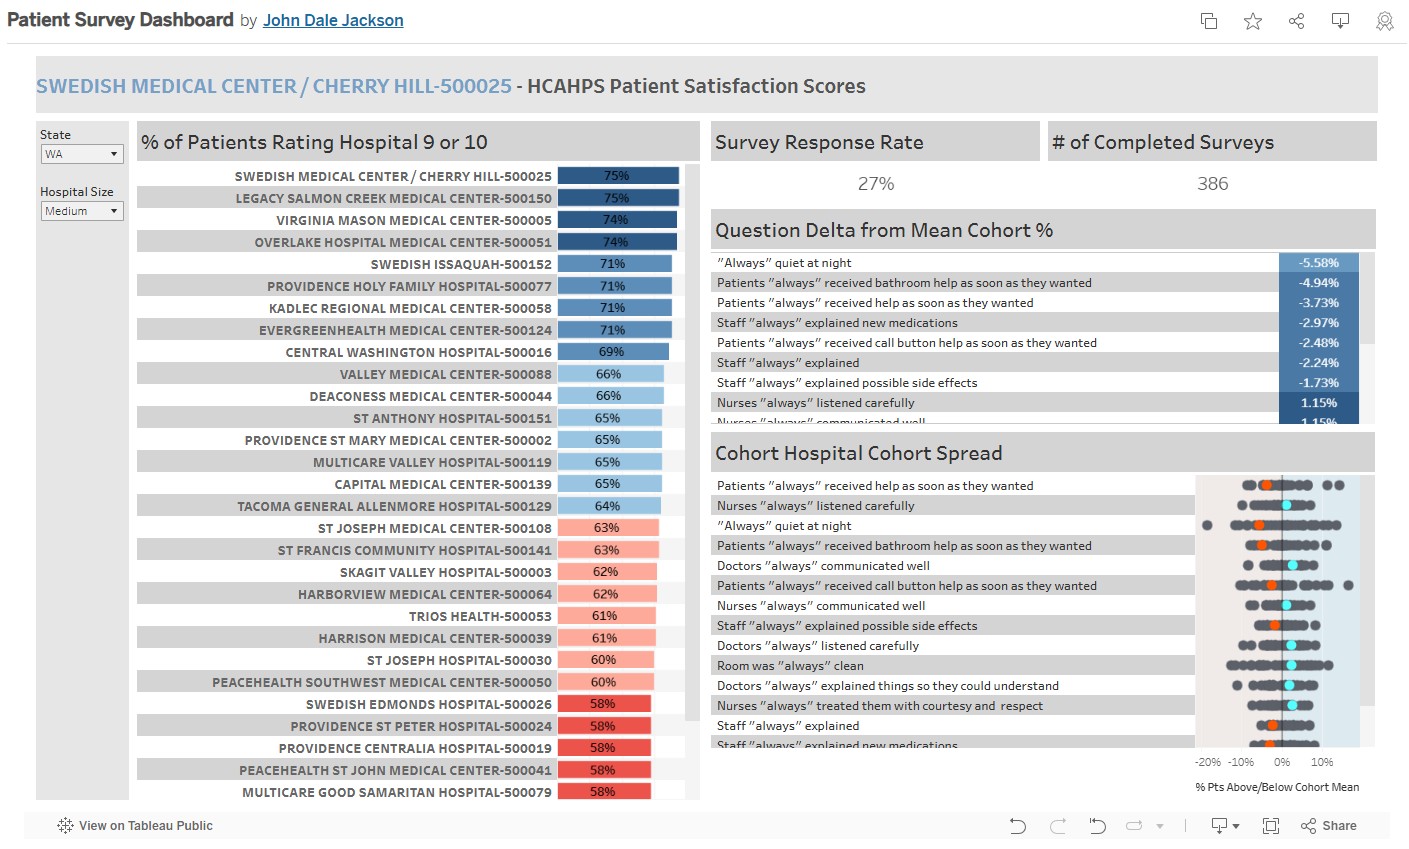 Patient Survey Dashboard by John Dale Jackson
SWEDISH MEDICAL CENTER / CHERRY HILL-500025 - HCAHPS Patient Satisfaction Scores
State
WA
Hospital Size
Medium
% of Patients Rating Hospital 9 or 10
SWEDISH MEDICAL CENTER / CHERRY HILL-500025 75%
LEGACY SALMON CREEK MEDICAL CENTER-500150 75%
VIRGINIA MASON MEDICAL CENTER-500005 74%
OVERLAKE HOSPITAL MEDICAL CENTER-500051 74%
SWEDISH ISSAQUAH-500152 71%
PROVIDENCE HOLY FAMILY HOSPITAL-500077 71%
KADLEC REGIONAL MEDICAL CENTER-500058 71%
EVERGREENHEALTH MEDICAL CENTER-500124 71%
CENTRAL WASHINGTON HOSPITAL-500016 69%
VALLEY MEDICAL CENTER-500088 66%
DEACONESS MEDICAL CENTER-500044 66%
ST ANTHONY HOSPITAL-500151 65%
PROVIDENCE ST MARY MEDICAL CENTER-500002 65%
MULTICARE VALLEY HOSPITAL-500119 65%
CAPITAL MEDICAL CENTER-500139 65%
TACOMA GENERAL ALLENMORE HOSPITAL-500129 64%
ST JOSEPH MEDICAL CENTER-500108 63%
ST FRANCIS COMMUNITY HOSPITAL-500141 63%
SKAGIT VALLEY HOSPITAL-500003 62%
HARBORVIEW MEDICAL CENTER-500064 62%
TRIOS HEALTH-500053 61%
HARRISON MEDICAL CENTER-500039 61%
ST JOSEPH HOSPITAL-500030 60%
PEACEHEALTH SOUTHWEST MEDICAL CENTER-500050 60%
SWEDISH EDMONDS HOSPITAL-500026 58%
PROVIDENCE ST PETER HOSPITAL-500024 58%
PROVIDENCE CENTRALIA HOSPITAL-500019 58%
PEACEHEALTH ST JOHN MEDICAL CENTER-500041 58%
MULTICARE GOOD SAMARITAN HOSPITAL-500079 58%
Survey Response Rate
27%
# of Completed Surveys
386
Question Delta from Mean Cohort %
"Always" quiet at night -5.58%
Patients "always" received bathroom help as soon as they wanted -4.94%
Patients "always" received help as soon as they wanted -3.73%
Staff "always" explained new medications -2.97%
Patients "always" received call button help as soon as they wanted -2.48%
Staff "always" explained -2.24%
Staff "always" explained possible side effects -1.73%
Nurses "always" listened carefully 1.15%
Nurses "always" communicated well 1.15%
Cohort Hospital Cohort Spread
Patients "always" received help as soon as they wanted
Nurses "always" listened carefully
"Always" quiet at night
Patients "always" received bathroom help as soon as they wanted
Doctors "always" communicated well
Patients "always" received call button help as soon as they wanted
Nurses "always" communicated well
Staff "always" explained possible side effects
Doctors "always" listened carefully
Room was "always" clean
Doctors "always" explained things so they could understand
Nurses "always" treated them with courtesy and respect
Staff "always" explained
Staff "always" explained new medications
-20% -10% 0% 10%
% Pts Above/Below Cohort Mean
View on Tableau Public
Share